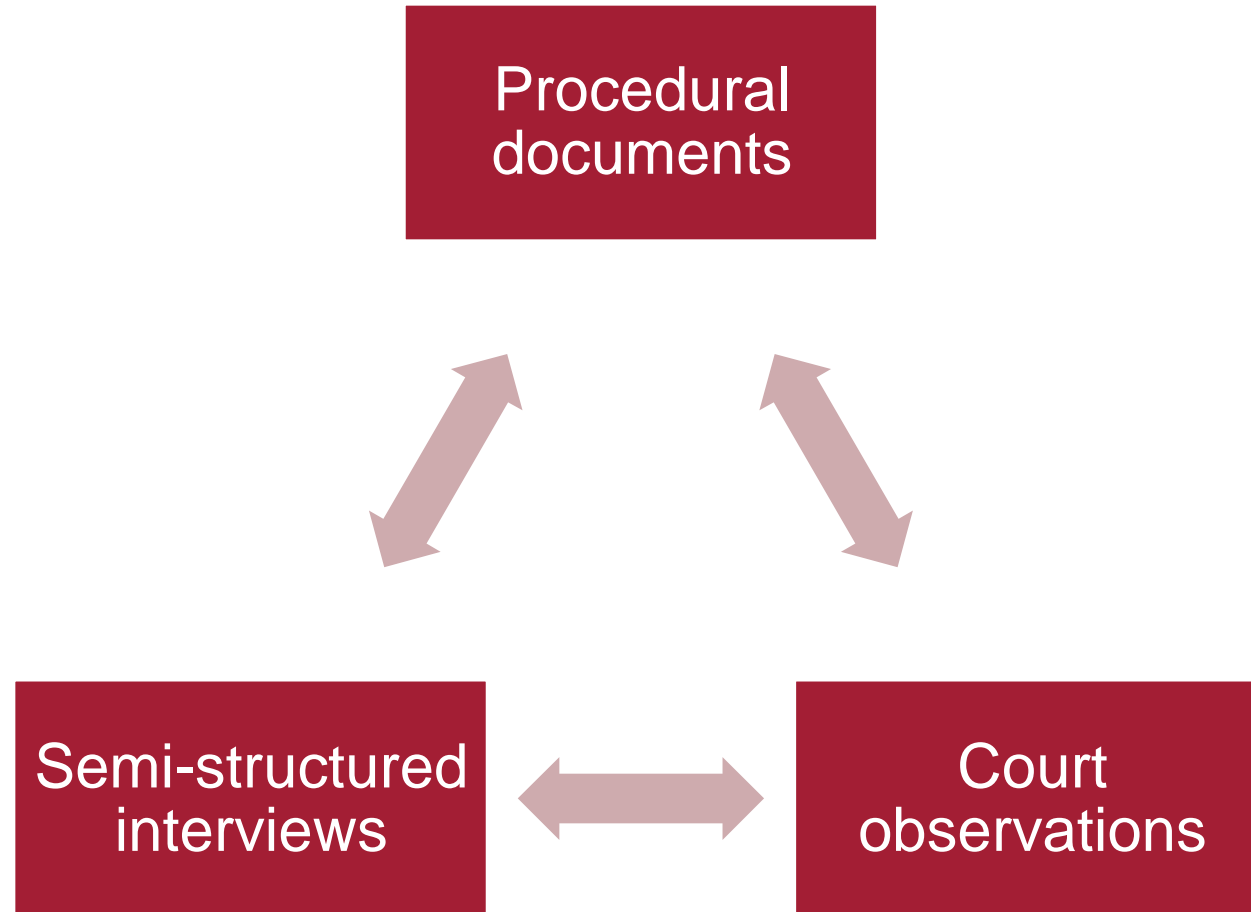 Procedural
documents
Semi-structured
interviews
Court
observations